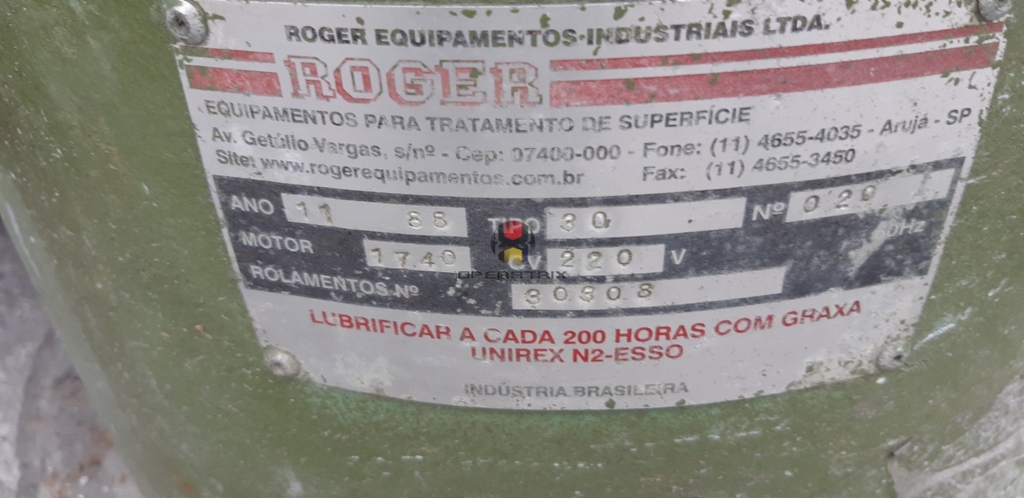 ROGER EQUIPAMENTOS INDUSTRIAIS LTDA.
ROGER
EQUIPAMENTOS PARA TRATAMENTO DE SUPERFÍCIE
Av. Getúlio Vargas, s/nº - Cep: 07400-000 - Fone: (11) 4655-4035 - Arujá - SP
Site: www.rogerequipamentos.com.br Fax: (11) 4655-3450
ANO 11 88 TIPO 30 Nº 029
MOTOR 1740 CV 220 V 60Hz
OPERATRIX
ROLAMENTOS Nº 30308
LUBRIFICAR A CADA 200 HORAS COM GRAXA
UNIREX N2-ESSO
INDÚSTRIA BRASILEIRA